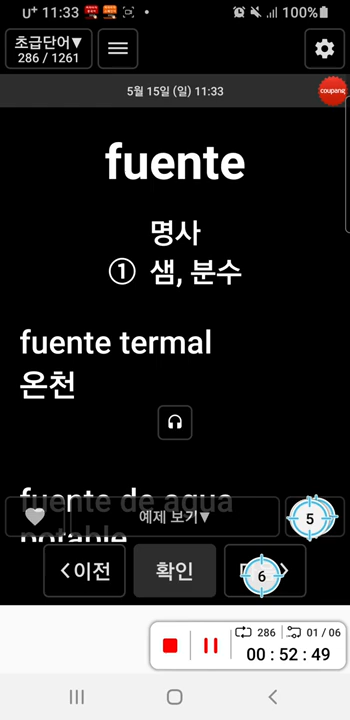 U+ 11:33 100%
초급단어▼
286 / 1261
5월 15일 (일) 11:33
coupang
fuente
명사
① 샘, 분수
fuente termal
온천
fuente de agua
potable
예제 보기▼
5
이전
확인
6
286 01 / 06
00 : 52 : 49